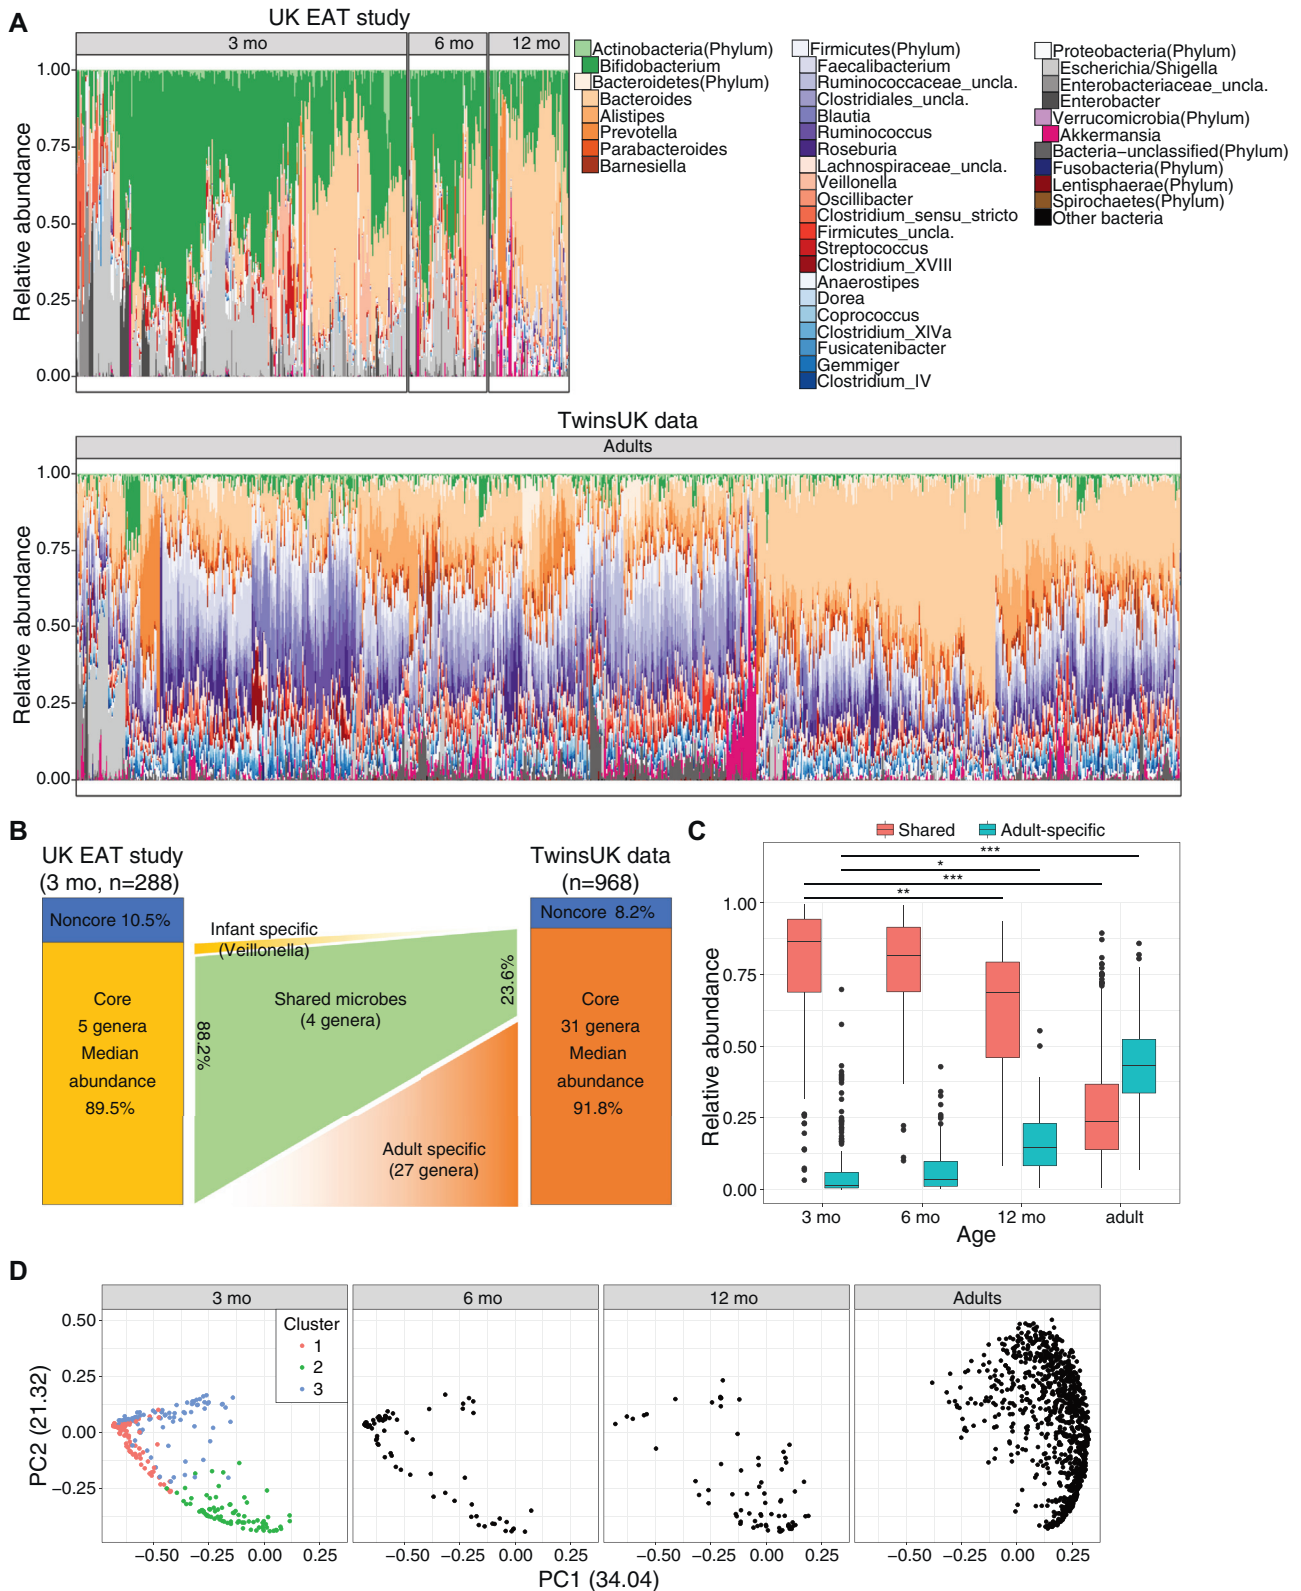 A
UK EAT study
3 mo
6 mo
12 mo
1.00
0.75
0.50
0.25
0.00
Relative abundance
Actinobacteria(Phylum)
Bifidobacterium
Bacteroidetes(Phylum)
Bacteroides
Alistipes
Prevotella
Parabacteroides
Barnesiella
Firmicutes(Phylum)
Faecalibacterium
Ruminococcaceae_uncla.
Clostridiales_uncla.
Blautia
Ruminococcus
Roseburia
Lachnospiraceae_uncla.
Veillonella
Oscillibacter
Clostridium_sensu_stricto
Firmicutes_uncla.
Streptococcus
Clostridium_XVIII
Anaerostipes
Dorea
Coprococcus
Clostridium_XIVa
Fusicatenibacter
Gemmiger
Clostridium_IV
Proteobacteria(Phylum)
Escherichia/Shigella
Enterobacteriaceae_uncla.
Enterobacter
Verrucomicrobia(Phylum)
Akkermansia
Bacteria−unclassified(Phylum)
Fusobacteria(Phylum)
Lentisphaerae(Phylum)
Spirochaetes(Phylum)
Other bacteria
TwinsUK data
Adults
1.00
0.75
0.50
0.25
0.00
Relative abundance
B
UK EAT study
(3 mo, n=288)
Noncore 10.5%
Core
5 genera
Median
abundance
89.5%
Infant specific
(Veillonella)
Shared microbes
(4 genera)
88.2%
23.6%
Adult specific
(27 genera)
TwinsUK data
(n=968)
Noncore 8.2%
Core
31 genera
Median
abundance
91.8%
C
Shared
Adult-specific
***
*
***
**
1.00
0.75
0.50
0.25
0.00
Relative abundance
3 mo
6 mo
12 mo
adult
Age
D
3 mo
6 mo
12 mo
Adults
Cluster
1
2
3
0.50
0.25
0.00
−0.25
PC2 (21.32)
−0.50 −0.25 0.00 0.25
−0.50 −0.25 0.00 0.25
−0.50 −0.25 0.00 0.25
−0.50 −0.25 0.00 0.25
PC1 (34.04)